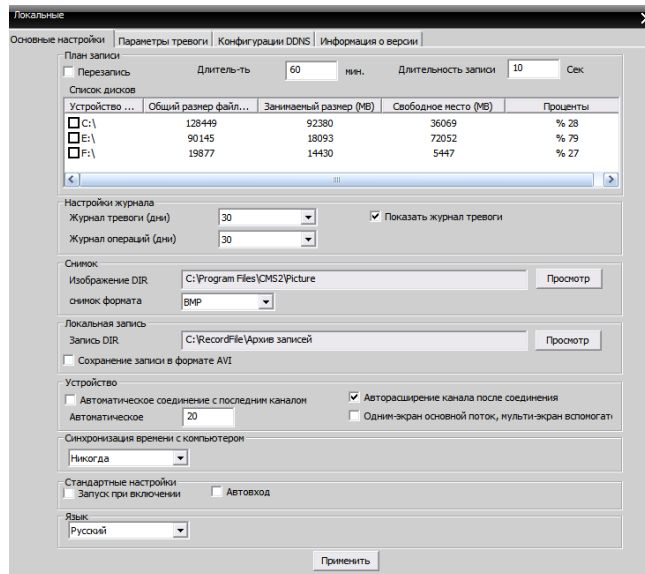 Локальные
Основные настройки Параметры тревоги Конфигурации DDNS Информация о версии
План записи
Перезапись Длитель-ть 60 мин. Длительность записи 10 Сек
Список дисков
Устройство ... Общий размер файл... Занимаемый размер (MB) Свободное место (MB) Проценты
C:\ 128449 92380 36069 % 28
E:\ 90145 18093 72052 % 79
F:\ 19877 14430 5447 % 27
Настройки журнала
Журнал тревоги (дни) 30 Показать журнал тревоги
Журнал операций (дни) 30
Снимок
Изображение DIR C:\Program Files\CMS2\Picture Просмотр
снимок формата BMP
Локальная запись
Запись DIR C:\RecordFile\Архив записей Просмотр
Сохранение записи в формате AVI
Устройство
Автоматическое соединение с последним каналом Авторасширение канала после соединения
Автоматическое 20 Одним-экран основной поток, мульти-экран вспомогат
Синхронизация времени с компьютером
Никогда
Стандартные настройки
Запуск при включении Автовход
Язык
Русский
Применить